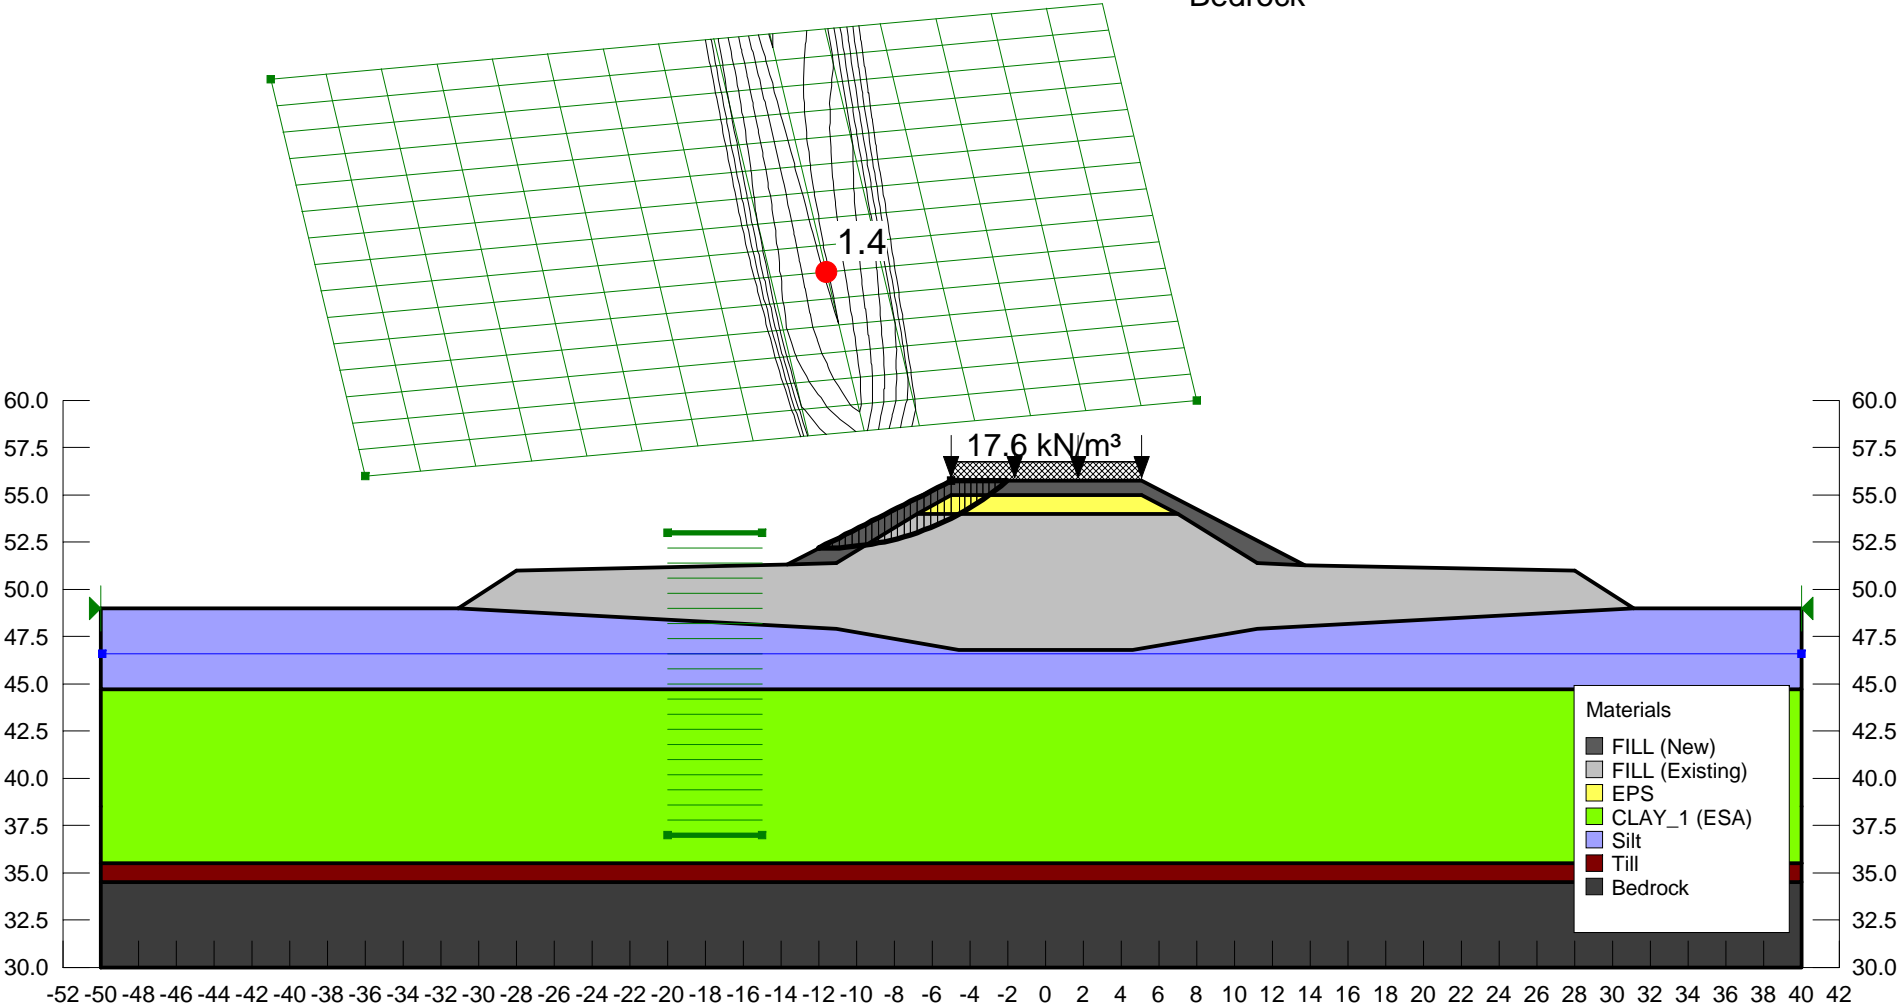 Bedrock
1.4
17.6 kN/m³
60.0 60.0
57.5 57.5
55.0 55.0
52.5 52.5
50.0 50.0
47.5 47.5
45.0 45.0
42.5 42.5
40.0 40.0
37.5 37.5
35.0 35.0
32.5 32.5
30.0 30.0
Materials
FILL (New)
FILL (Existing)
EPS
CLAY_1 (ESA)
Silt
Till
Bedrock
-52 -50 -48 -46 -44 -42 -40 -38 -36 -34 -32 -30 -28 -26 -24 -22 -20 -18 -16 -14 -12 -10 -8 -6 -4 -2 0 2 4 6 8 10 12 14 16 18 20 22 24 26 28 30 32 34 36 38 40 42